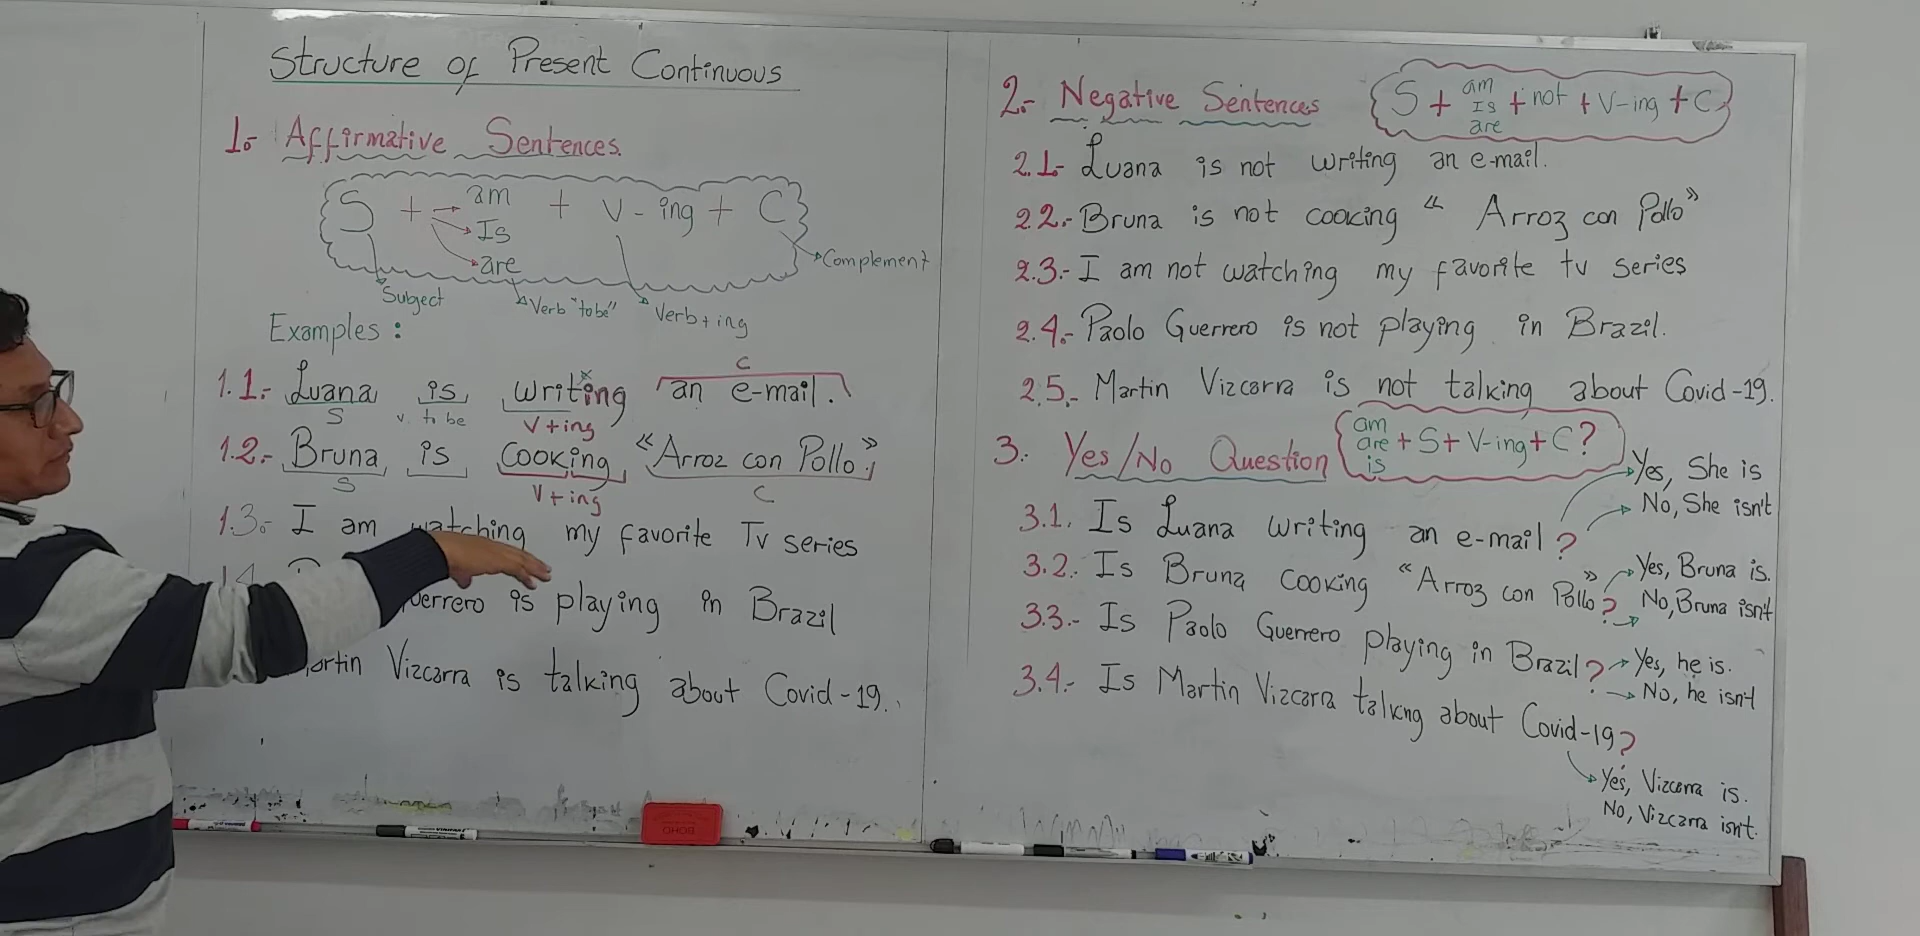 Structure of Present Continuous
1.- Affirmative Sentences.
S + am + V-ing + C
Is
are
Complement
Subject
Verb "to be"
Verb+ing
Examples:
C
1.1.- Luana is writing an e-mail.
S v. to be V+ing
1.2.- Bruna is Cooking "Arroz con Pollo".
S V+ing C
1.3.- I am watching my favorite Tv series
14
uerrero is playing in Brazil
artin Vizcarra is talking about Covid-19.
2.- Negative Sentences
S + am + not + V-ing + C
Is
are
2.1.- Luana is not writing an e-mail.
2.2.- Bruna is not cooking "Arroz con Pollo"
2.3.- I am not watching my favorite tv series
2.4.- Paolo Guerrero is not playing in Brazil.
2.5.- Martin Vizcarra is not talking about Covid-19.
3. Yes/No Question
am
are + S + V-ing + C?
is
Yes, She is
No, She isn't
3.1. Is Luana writing an e-mail?
3.2. Is Bruna cooking "Arroz con Pollo"?
Yes, Bruna is.
No, Bruna isn't
3.3.- Is Paolo Guerrero playing in Brazil?
Yes, he is.
No, he isn't
3.4.- Is Martin Vizcarra talkng about Covid-19?
Yes, Vizcarra is.
No, Vizcarra isn't.